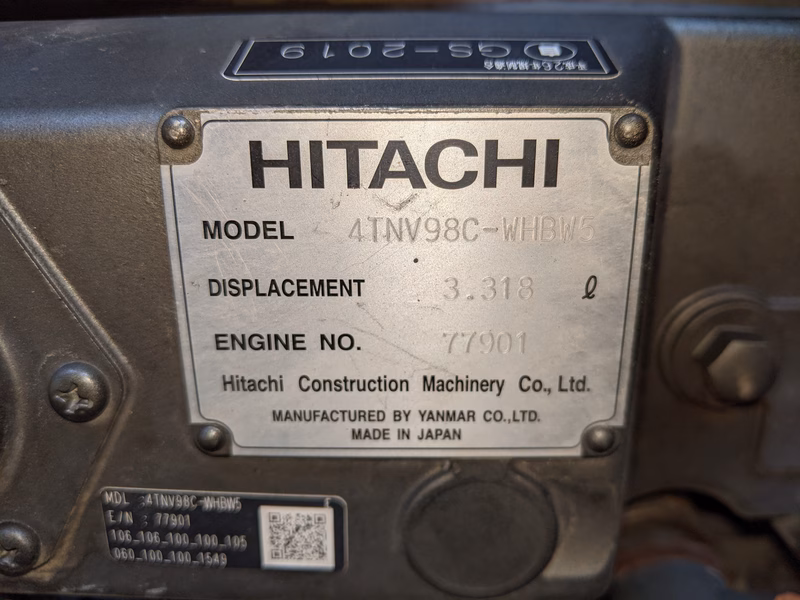 GS-2019
HITACHI
MODEL 4TNV98C-WHBW5
DISPLACEMENT 3.318 ℓ
ENGINE NO. 77901
Hitachi Construction Machinery Co., Ltd.
MANUFACTURED BY YANMAR CO.,LTD.
MADE IN JAPAN
MDL :4TNV98C-WHBW5
E/N : 77901
106_106_100_100_105
060_100_100_1549